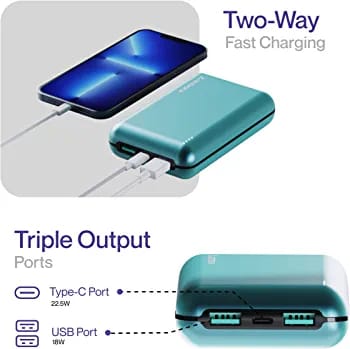 Two-Way
Fast Charging
Triple Output
Ports
Type-C Port
22.5W
USB Port
18W